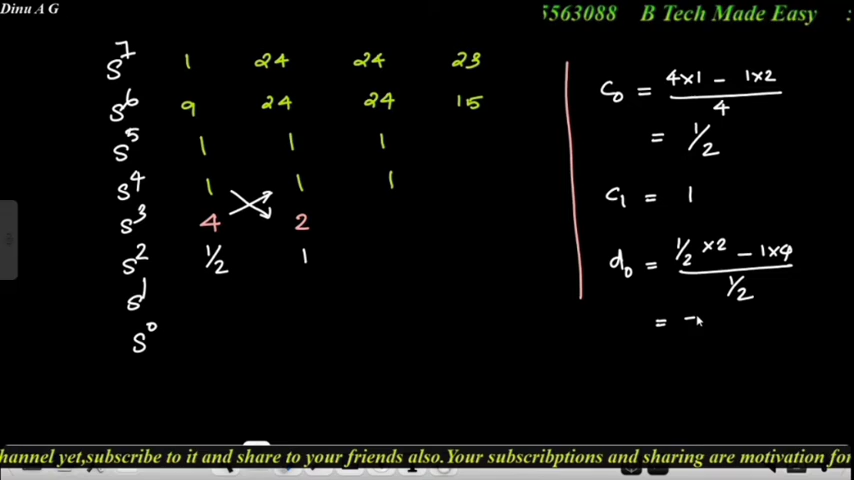 Dinu A G
5563088 B Tech Made Easy :
s⁷ 1 24 24 23
s⁶ 9 24 24 15
s⁵ 1 1 1
s⁴ 1 1 1
s³ 4 2
s² 1/2 1
s¹
s⁰
C₀ = (4×1 - 1×2)/4
= 1/2
C₁ = 1
d₀ = (1/2 ×2 - 1×4)/(1/2)
= -
hannel yet,subscribe to it and share to your friends also.Your subscribptions and sharing are motivation for